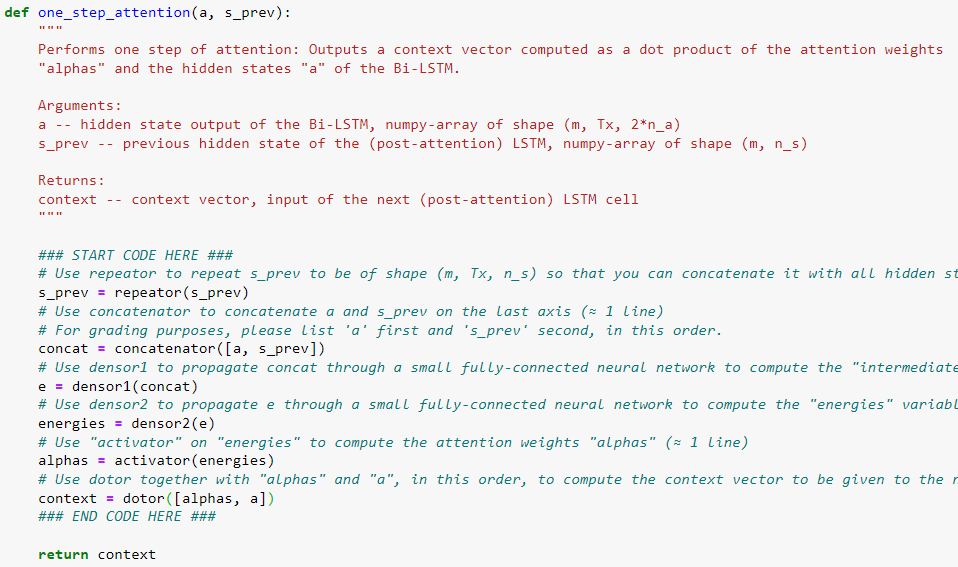 def one_step_attention(a, s_prev):
"""
Performs one step of attention: Outputs a context vector computed as a dot product of the attention weights
"alphas" and the hidden states "a" of the Bi-LSTM.
Arguments:
a -- hidden state output of the Bi-LSTM, numpy-array of shape (m, Tx, 2*n_a)
s_prev -- previous hidden state of the (post-attention) LSTM, numpy-array of shape (m, n_s)
Returns:
context -- context vector, input of the next (post-attention) LSTM cell
"""
### START CODE HERE ###
# Use repeator to repeat s_prev to be of shape (m, Tx, n_s) so that you can concatenate it with all hidden st
s_prev = repeator(s_prev)
# Use concatenator to concatenate a and s_prev on the last axis (≈ 1 line)
# For grading purposes, please list 'a' first and 's_prev' second, in this order.
concat = concatenator([a, s_prev])
# Use densor1 to propagate concat through a small fully-connected neural network to compute the "intermediate
e = densor1(concat)
# Use densor2 to propagate e through a small fully-connected neural network to compute the "energies" variabl
energies = densor2(e)
# Use "activator" on "energies" to compute the attention weights "alphas" (≈ 1 line)
alphas = activator(energies)
# Use dotor together with "alphas" and "a", in this order, to compute the context vector to be given to the n
context = dotor([alphas, a])
### END CODE HERE ###
return context